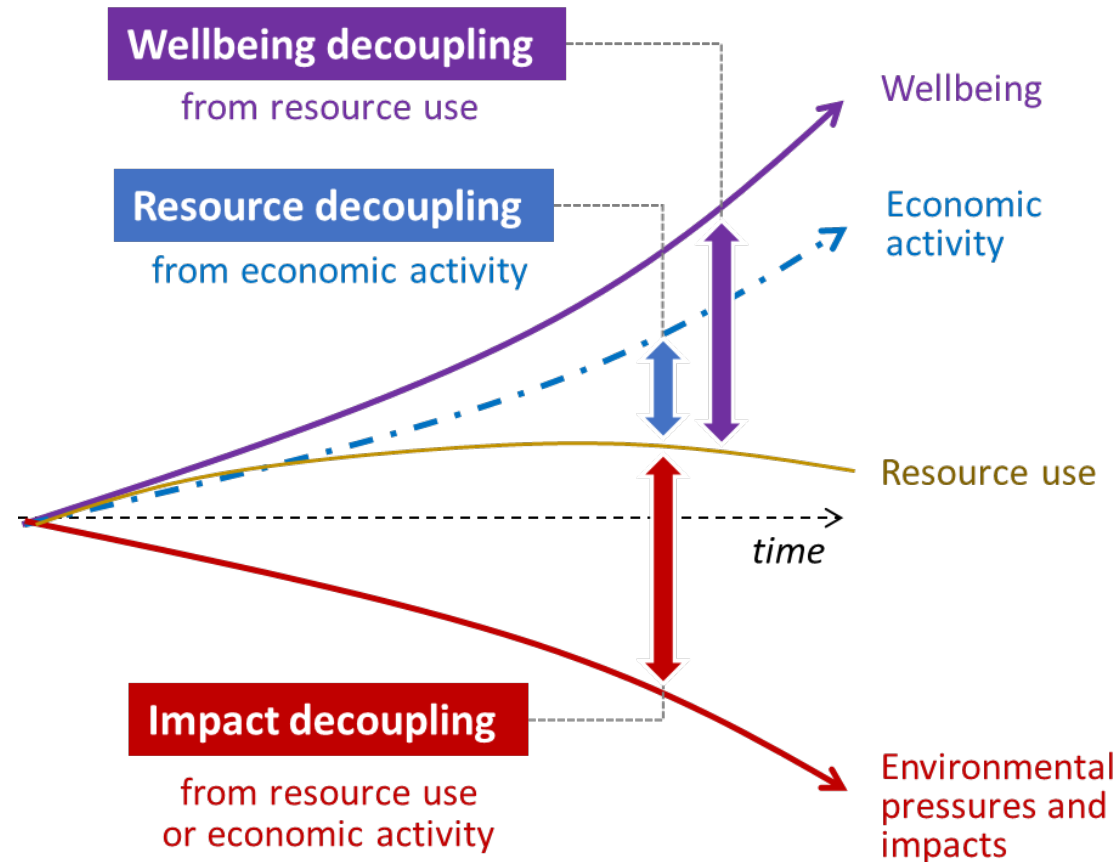 Wellbeing decoupling
from resource use
Wellbeing
Resource decoupling
from economic activity
Economic
activity
Resource use
time
Impact decoupling
from resource use
or economic activity
Environmental
pressures and
impacts